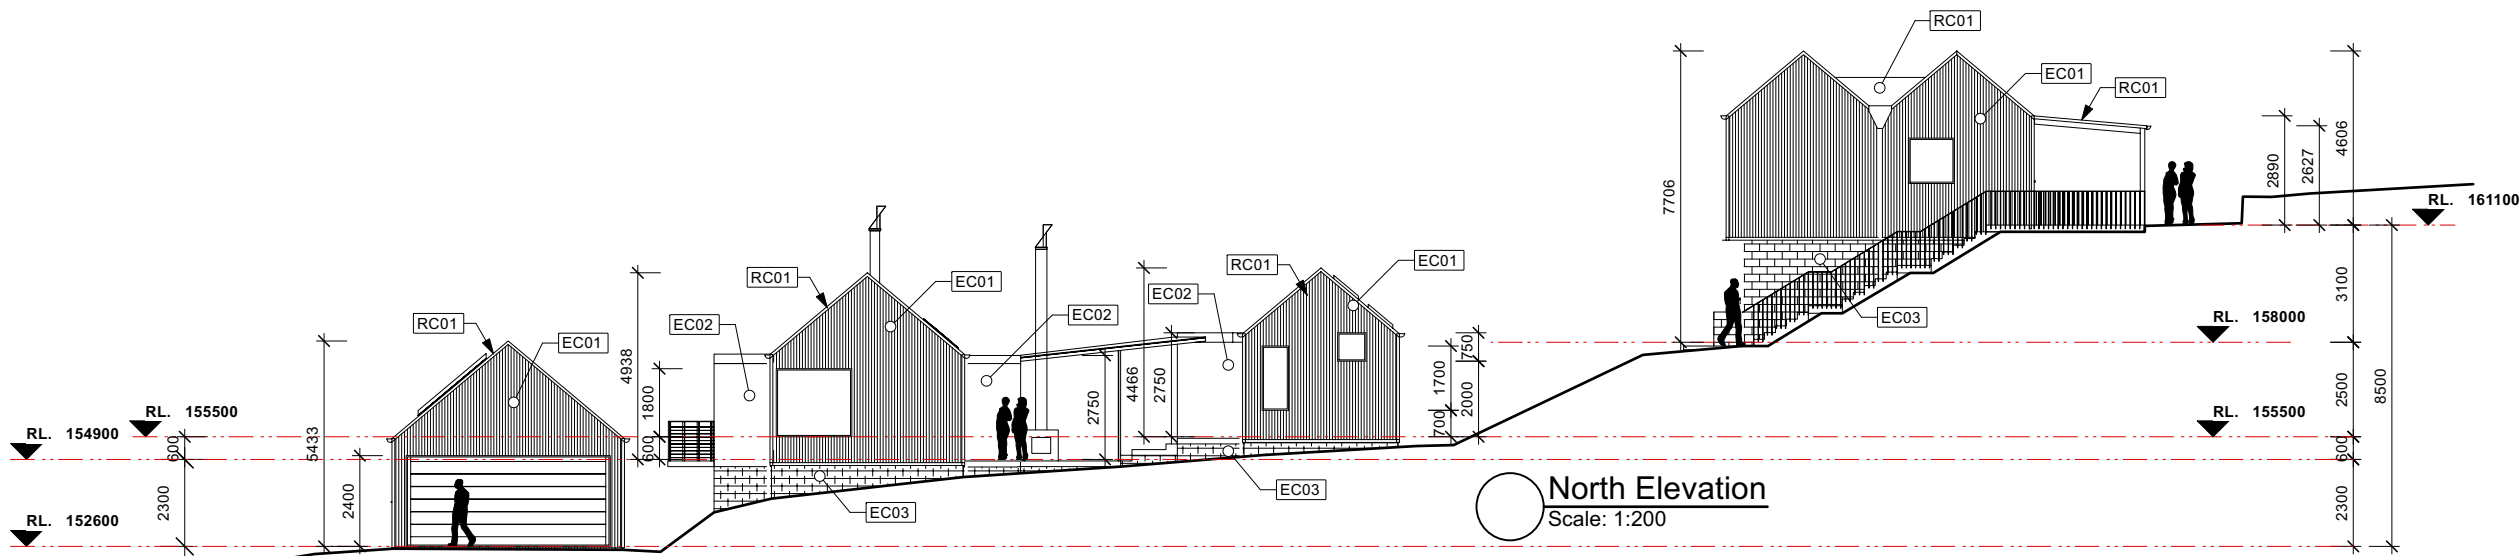 RC01
EC01
RC01
7706
2890
2627
4606
RL. 161100
RC01
EC01
RC01
EC01
EC02
EC02
EC02
RC01
EC01
EC03
3100
RL. 158000
4938
1800
600
4466
2750
2750
1700
700
750
2000
2500
8500
RL. 155500
RL. 154900
600
5433
2400
RL. 155500
600
EC03
EC03
2300
RL. 152600
2300
North Elevation
Scale: 1:200